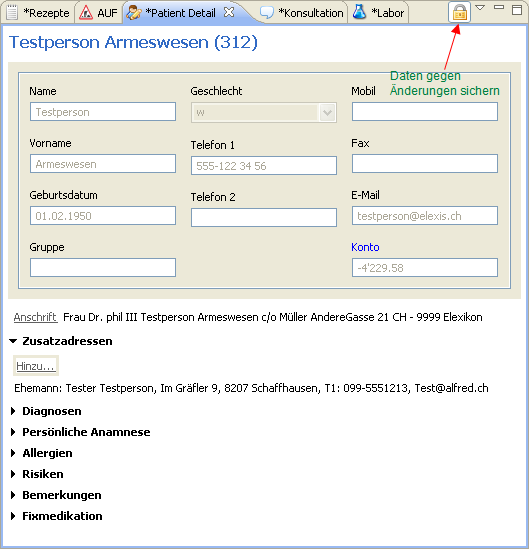 *Rezepte AUF *Patient Detail *Konsultation *Labor
Testperson Armeswesen (312)
Daten gegen
Änderungen sichern
Name Geschlecht Mobil
Testperson w
Vorname Telefon 1 Fax
Armeswesen 555-122 34 56
Geburtsdatum Telefon 2 E-Mail
01.02.1950 testperson@elexis.ch
Gruppe Konto
-4'229.58
Anschrift Frau Dr. phil III Testperson Armeswesen c/o Müller AndereGasse 21 CH - 9999 Elexikon
Zusatzadressen
Hinzu...
Ehemann: Tester Testperson, Im Gräfler 9, 8207 Schaffhausen, T1: 099-5551213, Test@alfred.ch
Diagnosen
Persönliche Anamnese
Allergien
Risiken
Bemerkungen
Fixmedikation